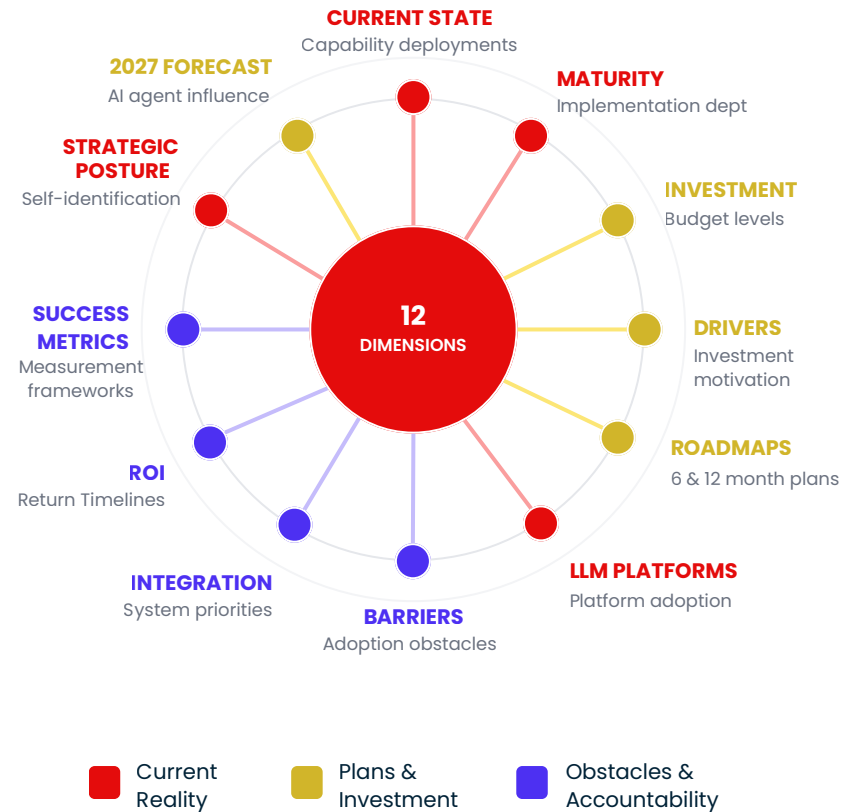 CURRENT STATE
Capability deployments
2027 FORECAST
AI agent influence
MATURITY
Implementation dept
STRATEGIC
POSTURE
Self-identification
INVESTMENT
Budget levels
12
DIMENSIONS
SUCCESS
METRICS
Measurement
frameworks
DRIVERS
Investment
motivation
ROADMAPS
6 & 12 month plans
ROI
Return Timelines
LLM PLATFORMS
Platform adoption
INTEGRATION
System priorities
BARRIERS
Adoption obstacles
Current
Reality
Plans &
Investment
Obstacles &
Accountability